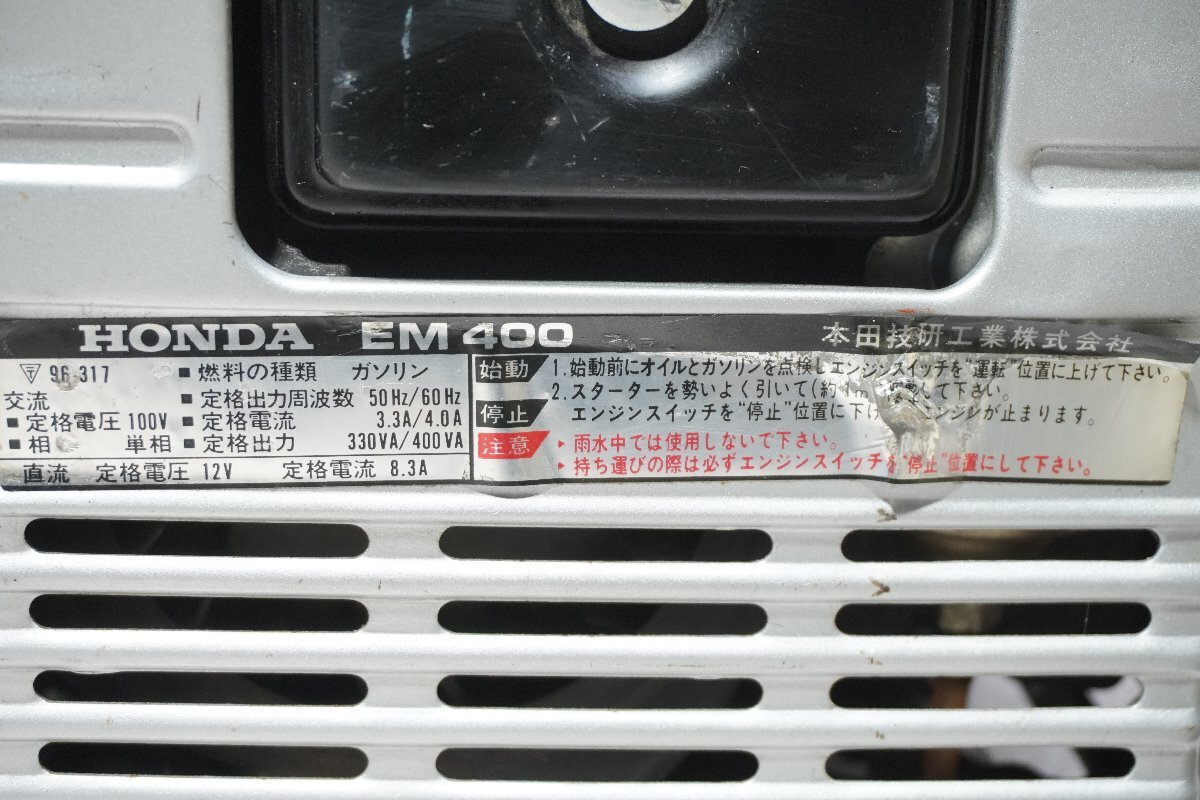 HONDA EM400 本田技研工業株式会社
96-317 ■燃料の種類 ガソリン
交流 ■定格出力周波数 50Hz/60Hz
■定格電圧100V ■定格電流 3.3A/4.0A
■相 単相 ■定格出力 330VA/400VA
直流 定格電圧 12V 定格電流 8.3A
始動 1.始動前にオイルとガソリンを点検しエンジンスイッチを“運転”位置に上げて下さい。
2.スターターを勢いよく引いて(約 して下さい。
停止 エンジンスイッチを“停止”位置に下げ エンジンが止まります。
注意 ▸雨水中では使用しないて下さい。
▸持ち運びの際は必ずエンジンスイッチを“停止”位置にして下さい。